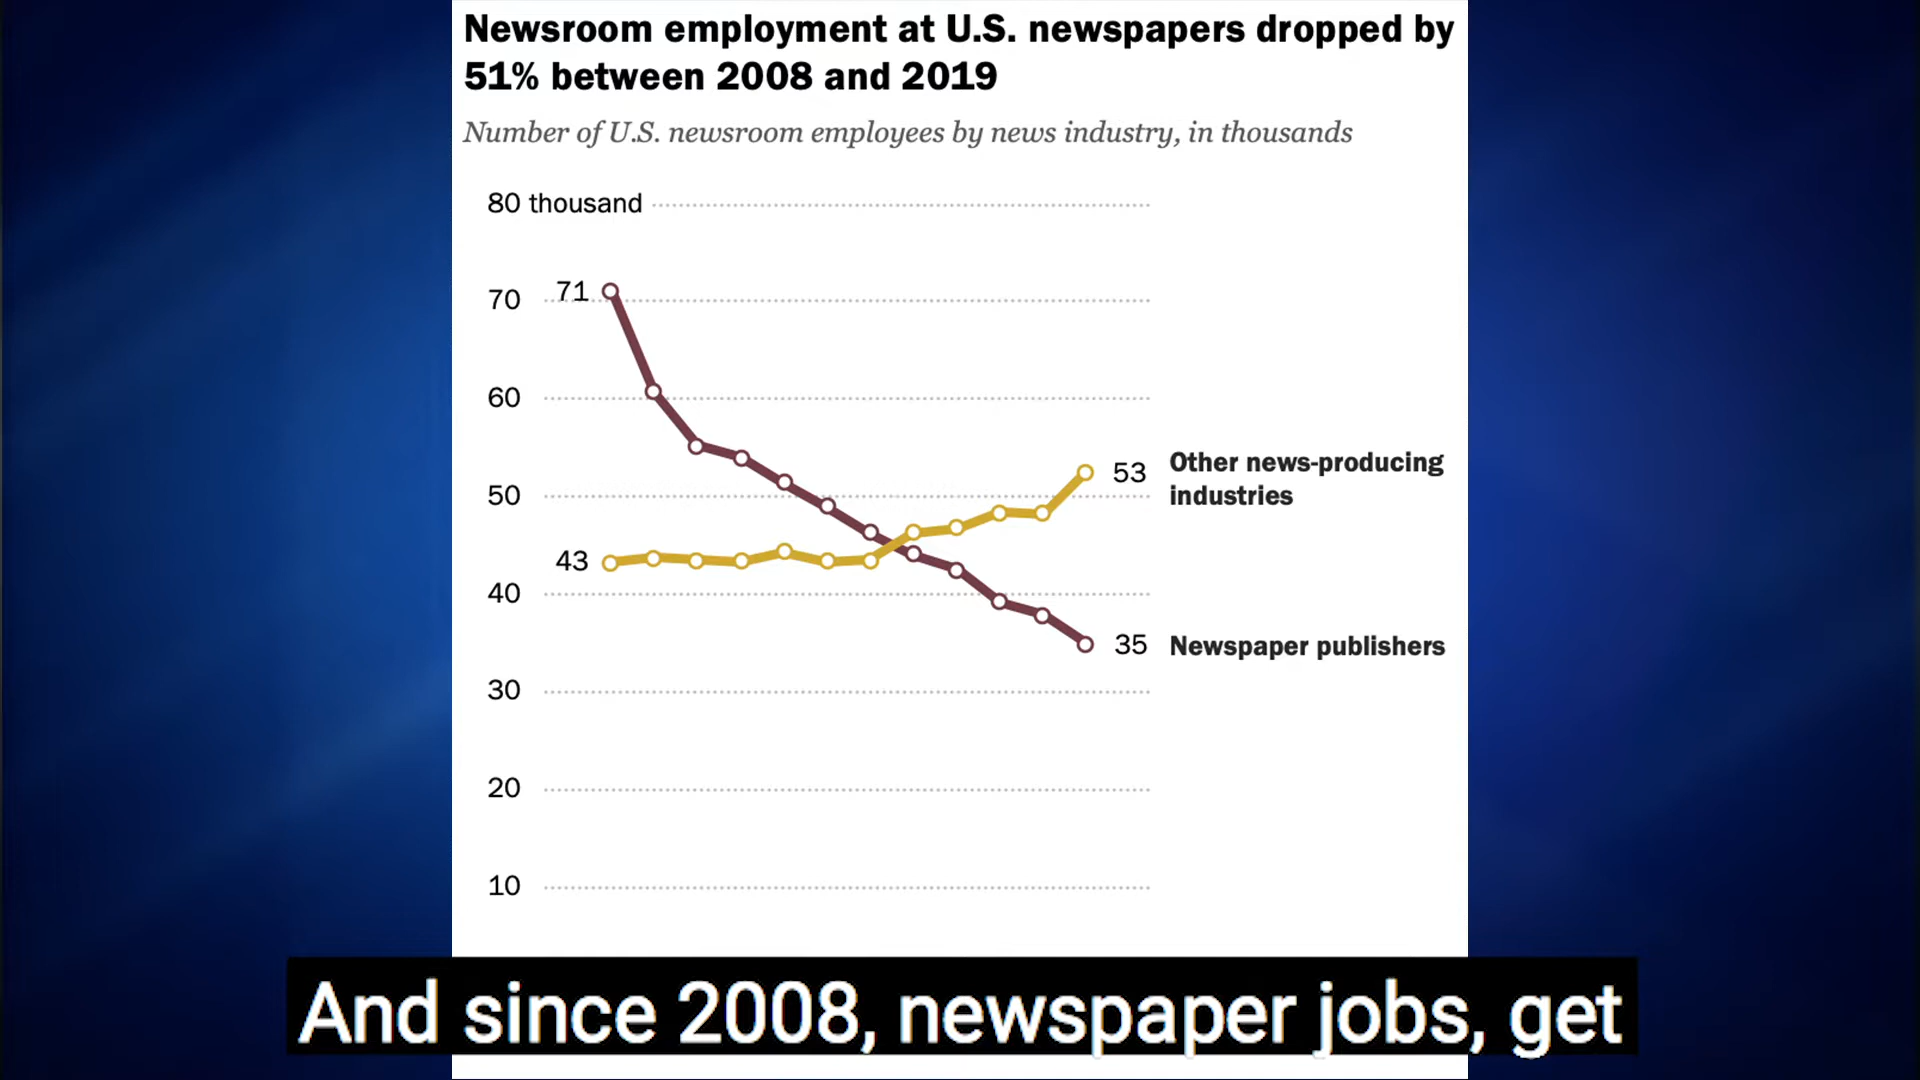 Newsroom employment at U.S. newspapers dropped by
51% between 2008 and 2019
Number of U.S. newsroom employees by news industry, in thousands
80 thousand
71
70
60
Other news-producing
industries
53
50
43
40
35 Newspaper publishers
30
20
10
And since 2008, newspaper jobs, get